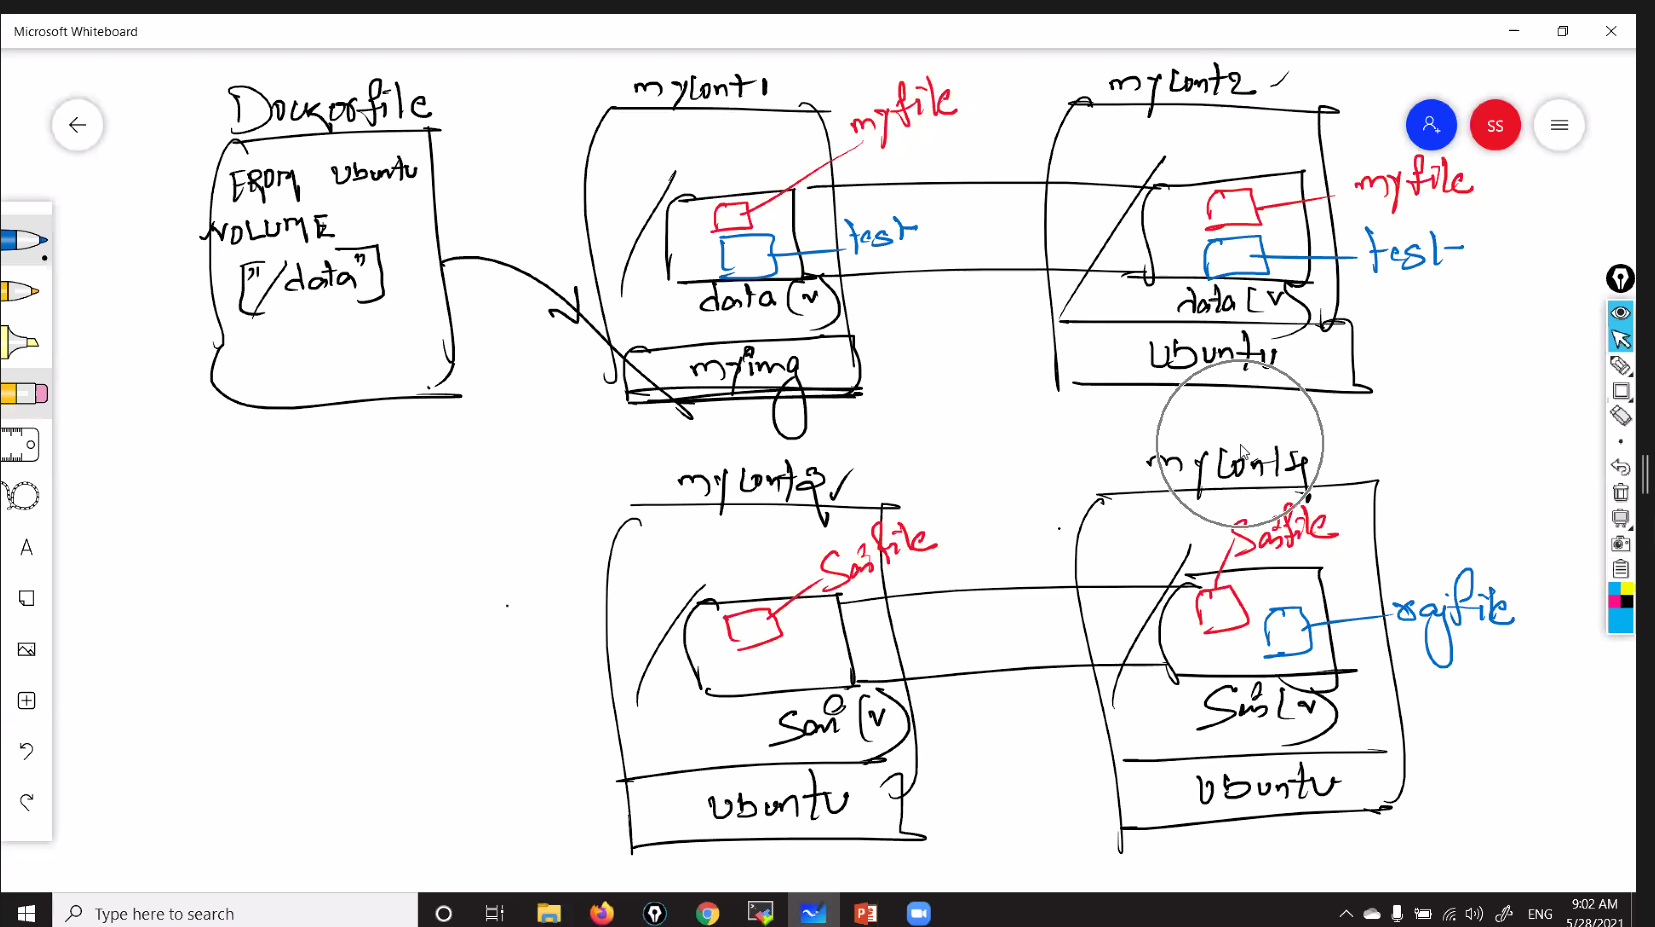 Microsoft Whiteboard
Dockerfile
FROM Ubuntu
VOLUME
["/data"]
mycont1
myfile
test
data (v
myimg
mycont2
SS
myfile
test
data (v
Ubuntu
mycont3
Saifile
Sai (v
Ubuntu
mycont4
Saifile
rajfile
Sai (v
Ubuntu
A
Type here to search
ENG
9:02 AM
5/28/2021